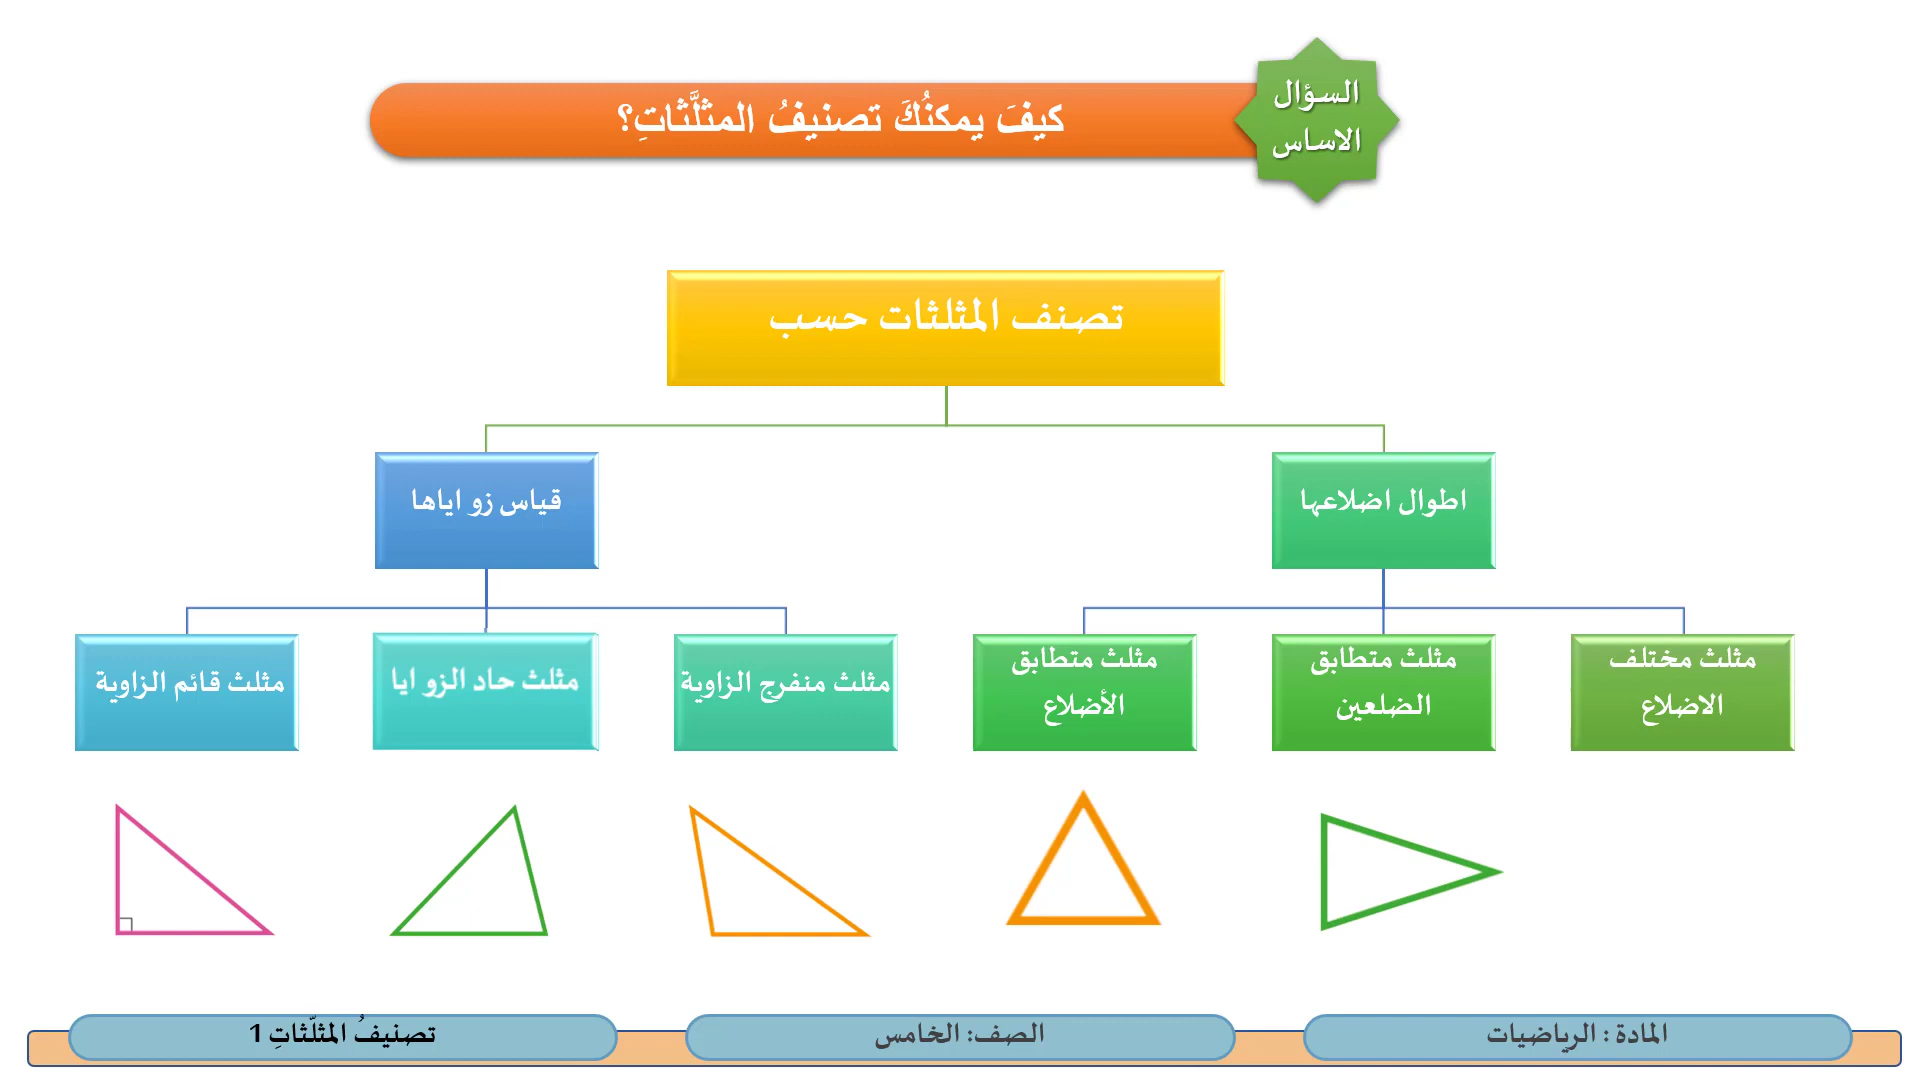 السؤال
الاساس
كيفَ يمكنُكَ تصنيفُ المثلَّثاتِ؟
تصنف المثلثات حسب
اطوال اضلاعها
قياس زو اياها
مثلث مختلف
الاضلاع
مثلث متطابق
الضلعين
مثلث متطابق
الأضلاع
مثلث منفرج الزاوية
مثلث حاد الزو ايا
مثلث قائم الزاوية
المادة : الرياضيات
الصف: الخامس
تصنيفُ المثلّثاتِ 1